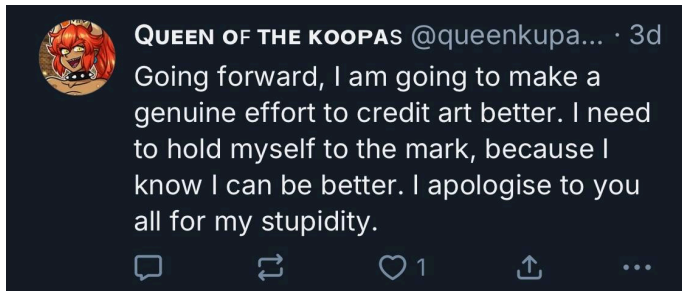 QUEEN OF THE KOOPAS @queenkupa... · 3d
Going forward, I am going to make a
genuine effort to credit art better. I need
to hold myself to the mark, because I
know I can be better. I apologise to you
all for my stupidity.
1